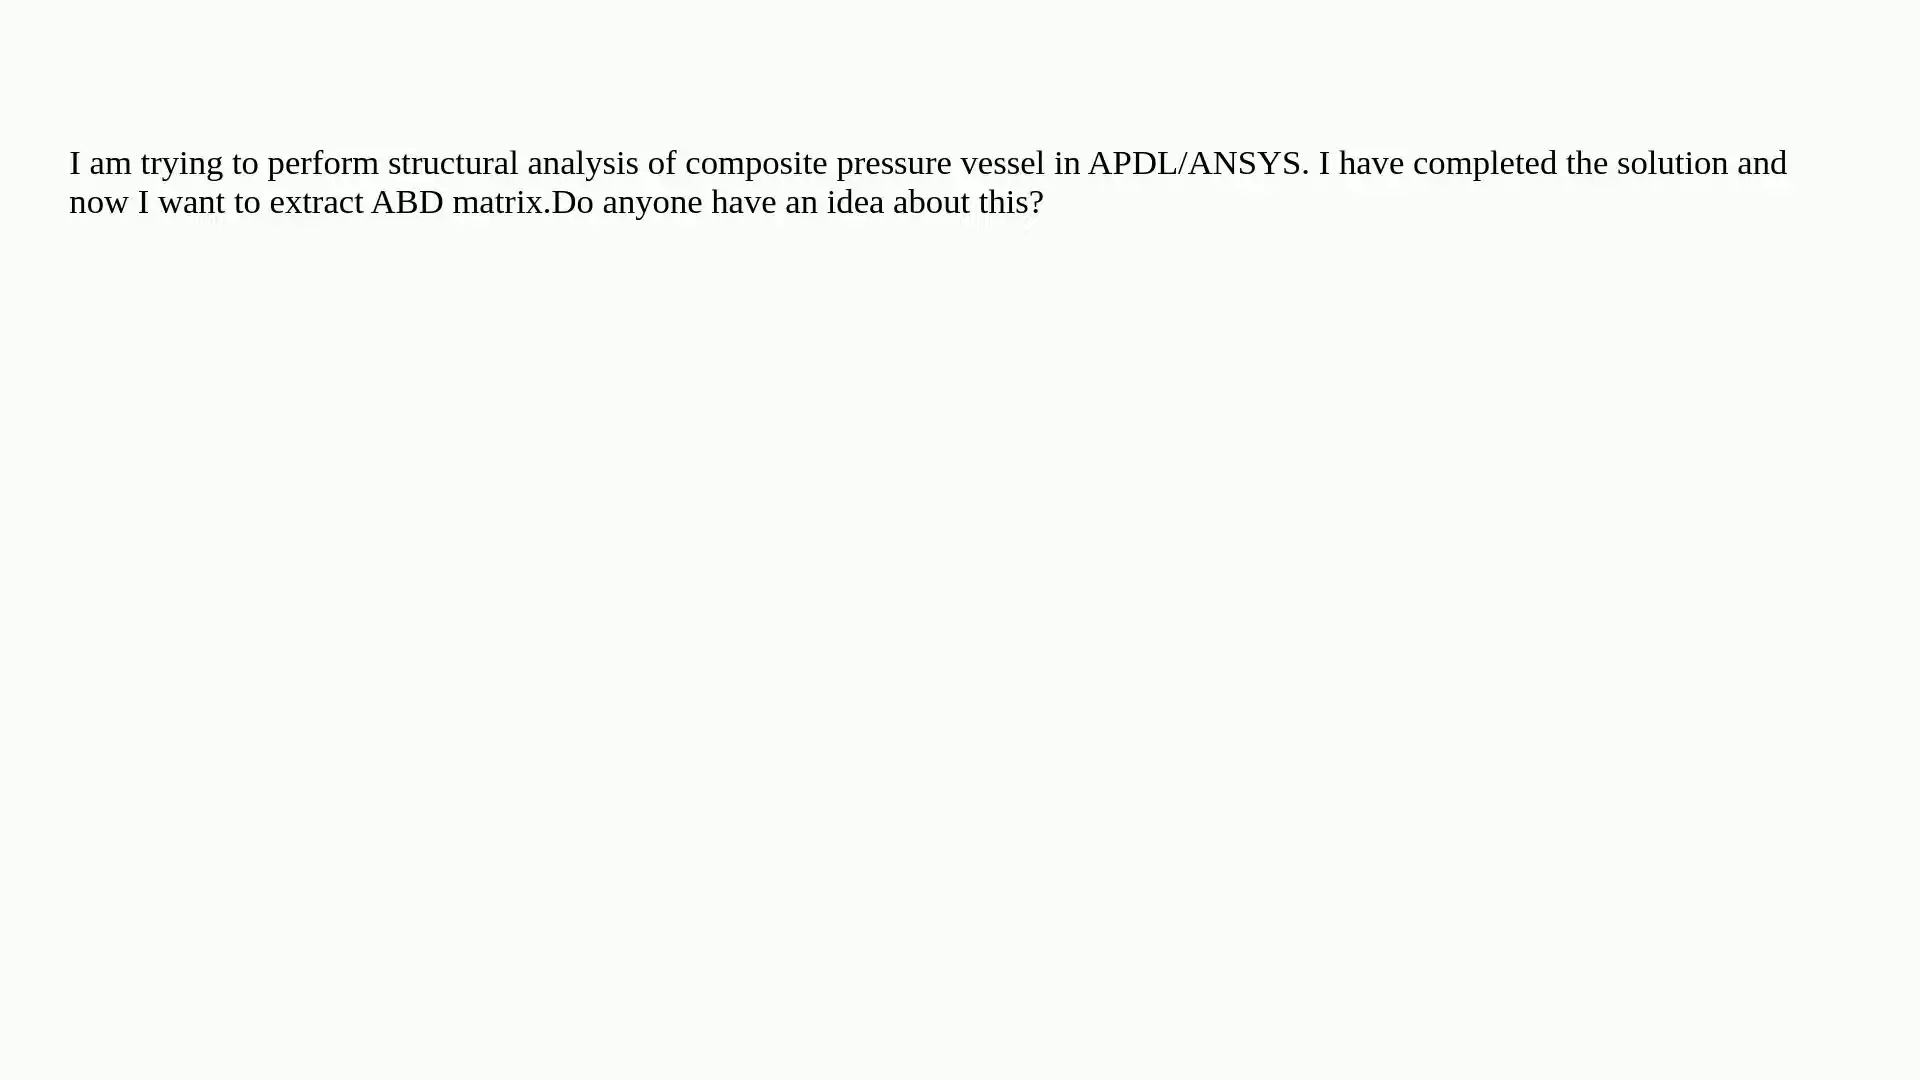 I am trying to perform structural analysis of composite pressure vessel in APDL/ANSYS. I have completed the solution and
now I want to extract ABD matrix.Do anyone have an idea about this?